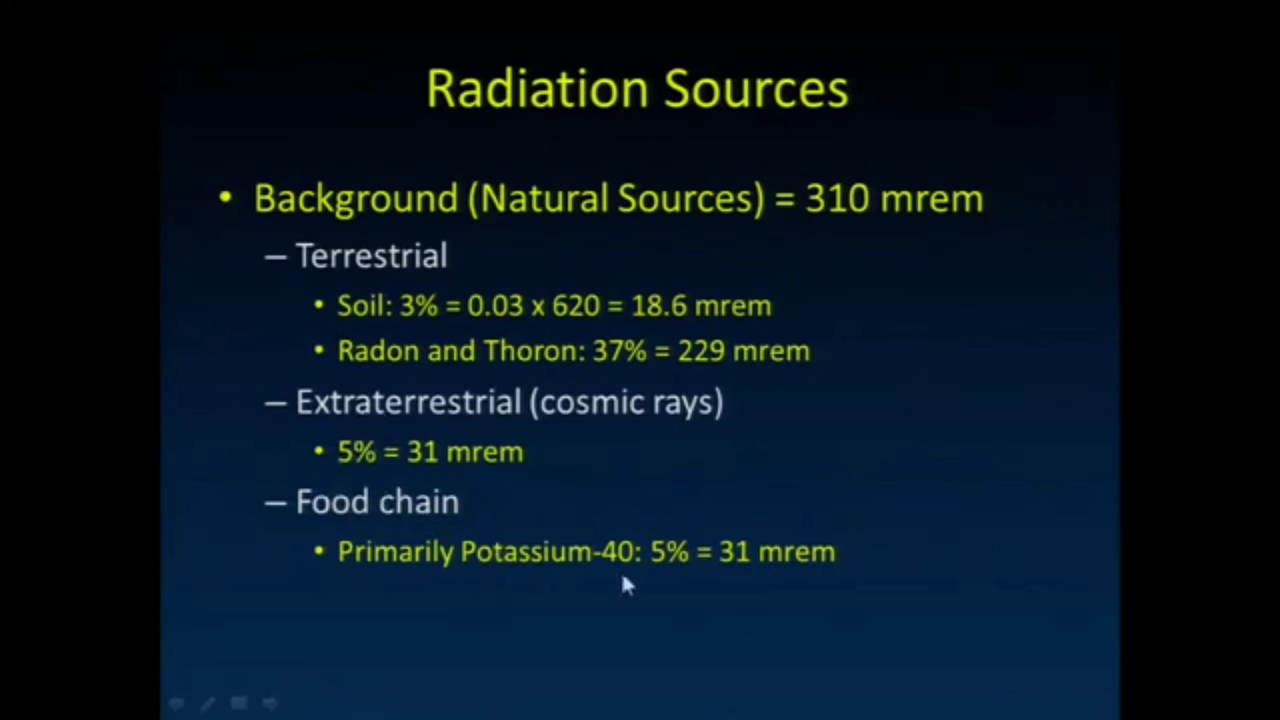 Radiation Sources
• Background (Natural Sources) = 310 mrem
– Terrestrial
• Soil: 3% = 0.03 x 620 = 18.6 mrem
• Radon and Thoron: 37% = 229 mrem
– Extraterrestrial (cosmic rays)
• 5% = 31 mrem
– Food chain
• Primarily Potassium-40: 5% = 31 mrem